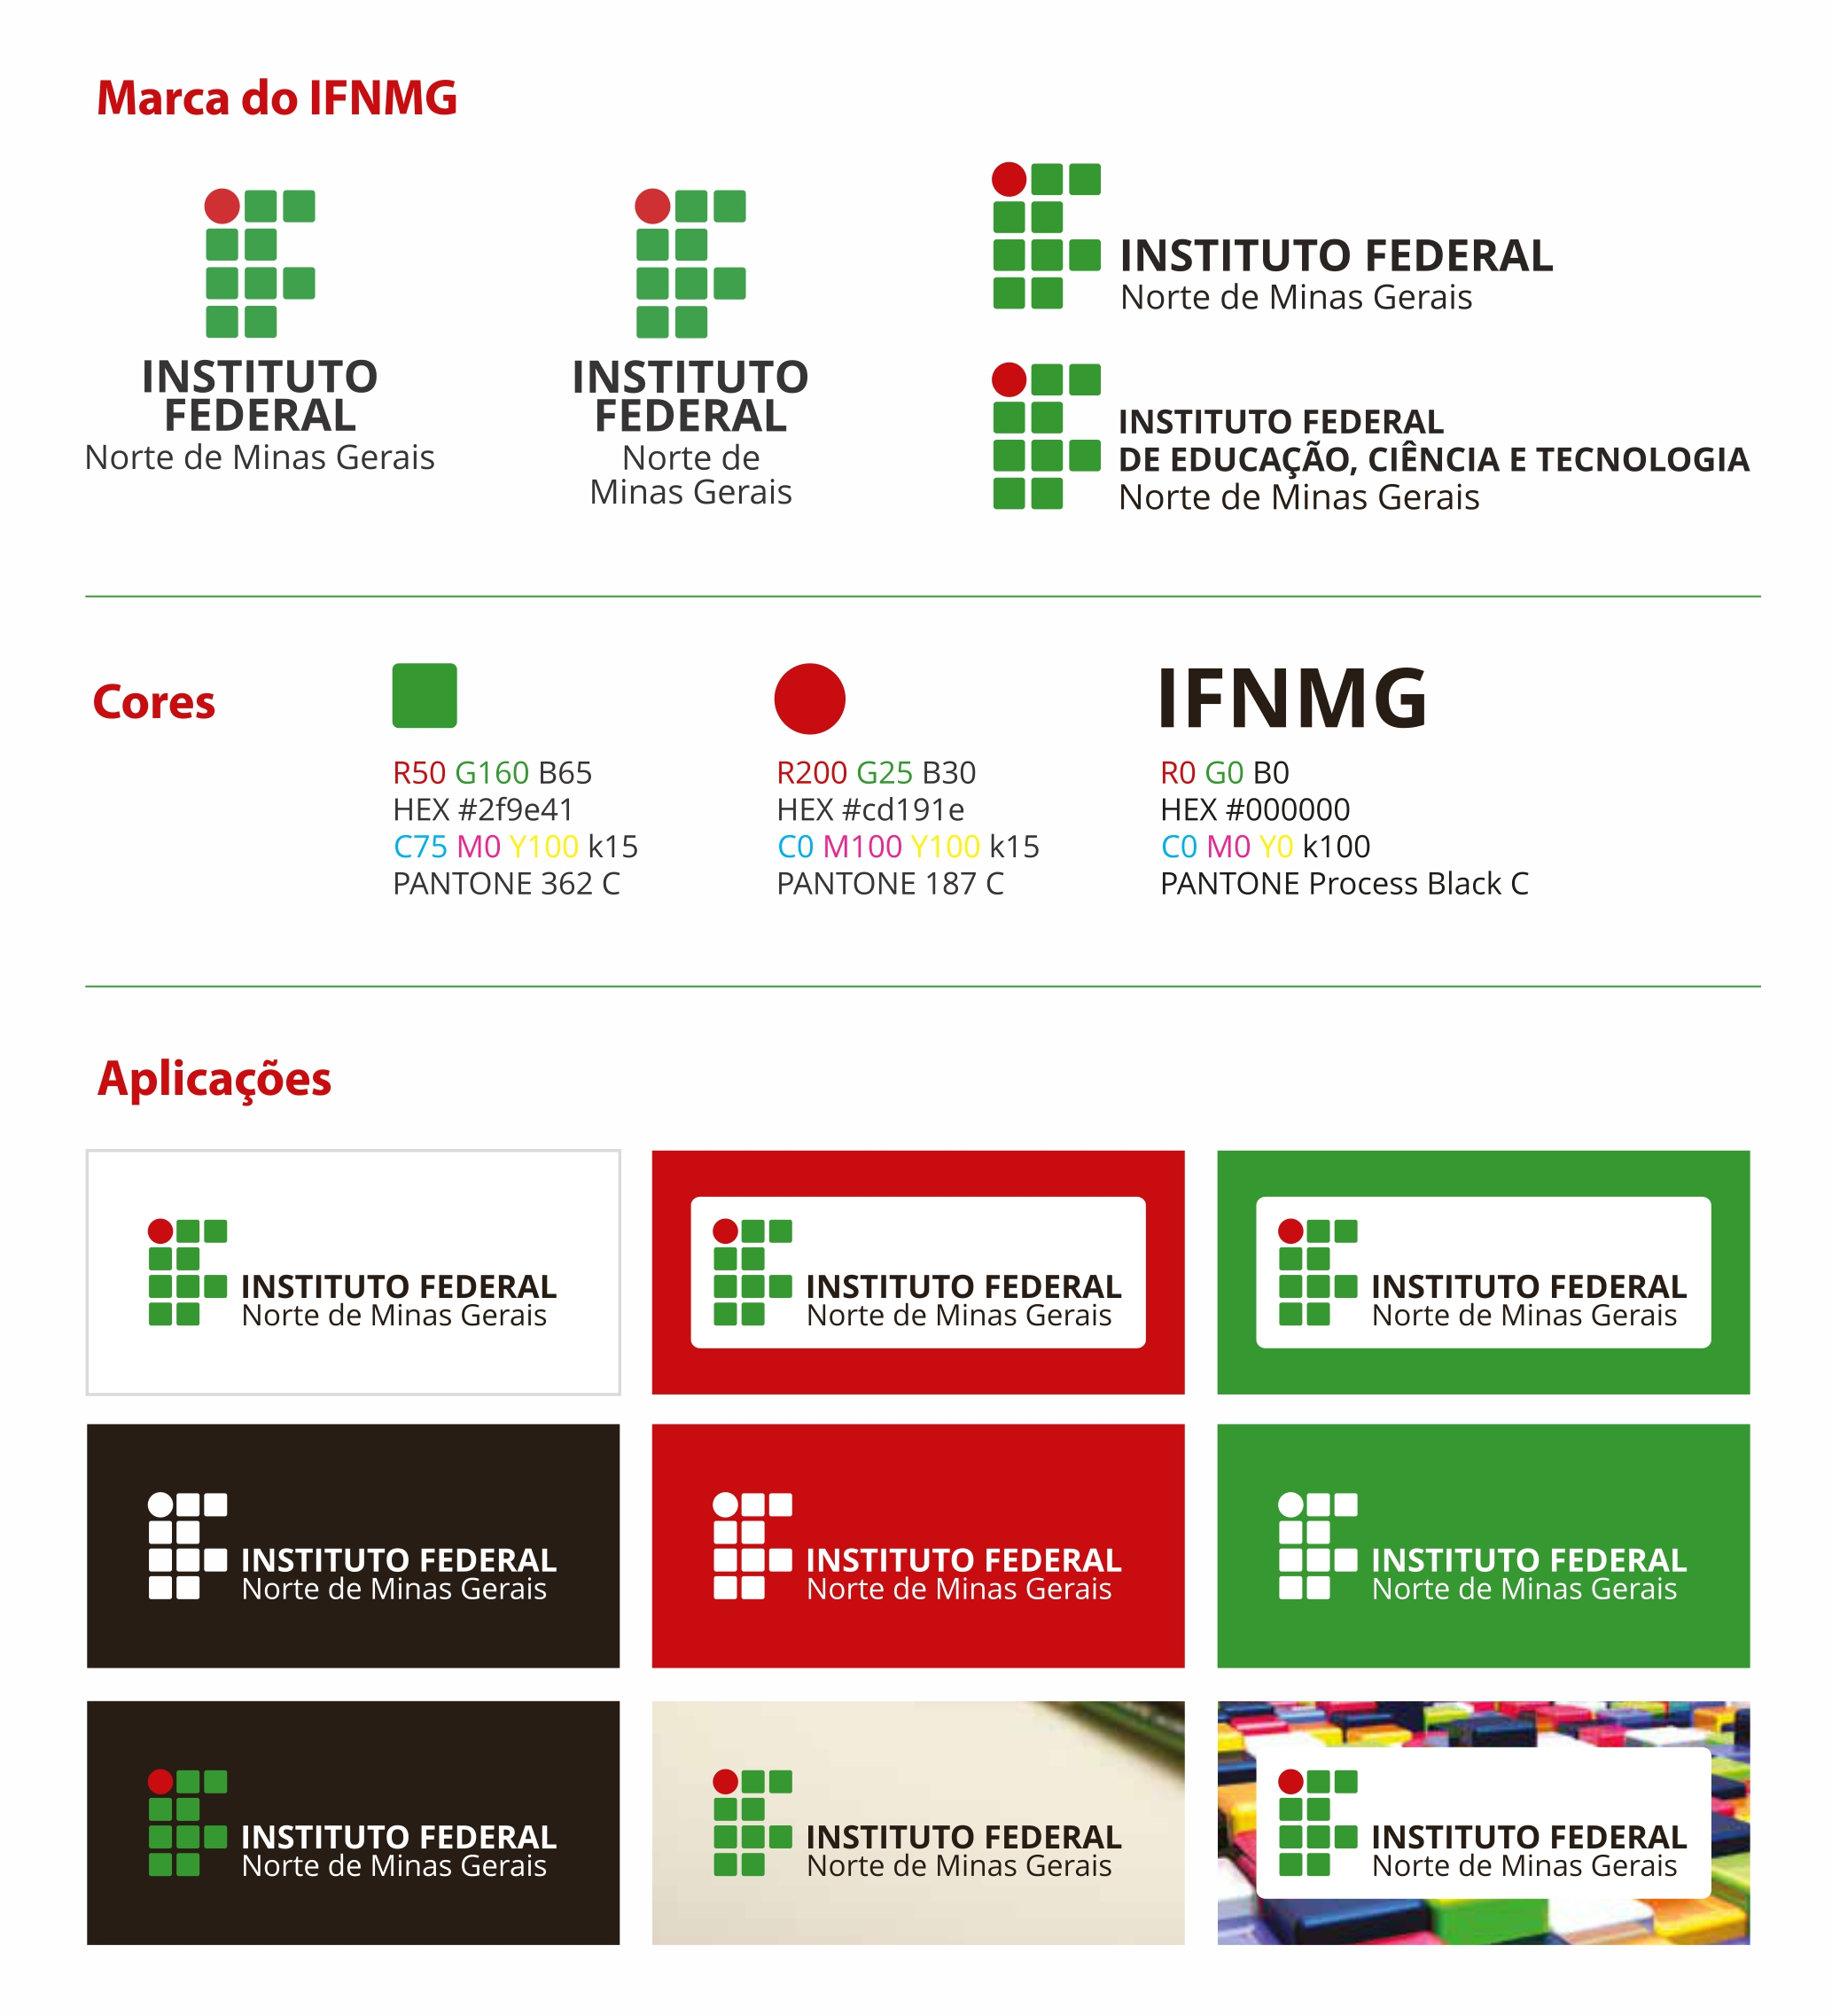 Marca do IFNMG
INSTITUTO
FEDERAL
Norte de Minas Gerais
INSTITUTO
FEDERAL
Norte de
Minas Gerais
INSTITUTO FEDERAL
Norte de Minas Gerais
INSTITUTO FEDERAL
DE EDUCAÇÃO, CIÊNCIA E TECNOLOGIA
Norte de Minas Gerais
Cores
R50 G160 B65
HEX #2f9e41
C75 M0 Y100 k15
PANTONE 362 C
R200 G25 B30
HEX #cd191e
C0 M100 Y100 k15
PANTONE 187 C
IFNMG
R0 G0 B0
HEX #000000
C0 M0 Y0 k100
PANTONE Process Black C
Aplicações
INSTITUTO FEDERAL
Norte de Minas Gerais
INSTITUTO FEDERAL
Norte de Minas Gerais
INSTITUTO FEDERAL
Norte de Minas Gerais
INSTITUTO FEDERAL
Norte de Minas Gerais
INSTITUTO FEDERAL
Norte de Minas Gerais
INSTITUTO FEDERAL
Norte de Minas Gerais
INSTITUTO FEDERAL
Norte de Minas Gerais
INSTITUTO FEDERAL
Norte de Minas Gerais
INSTITUTO FEDERAL
Norte de Minas Gerais